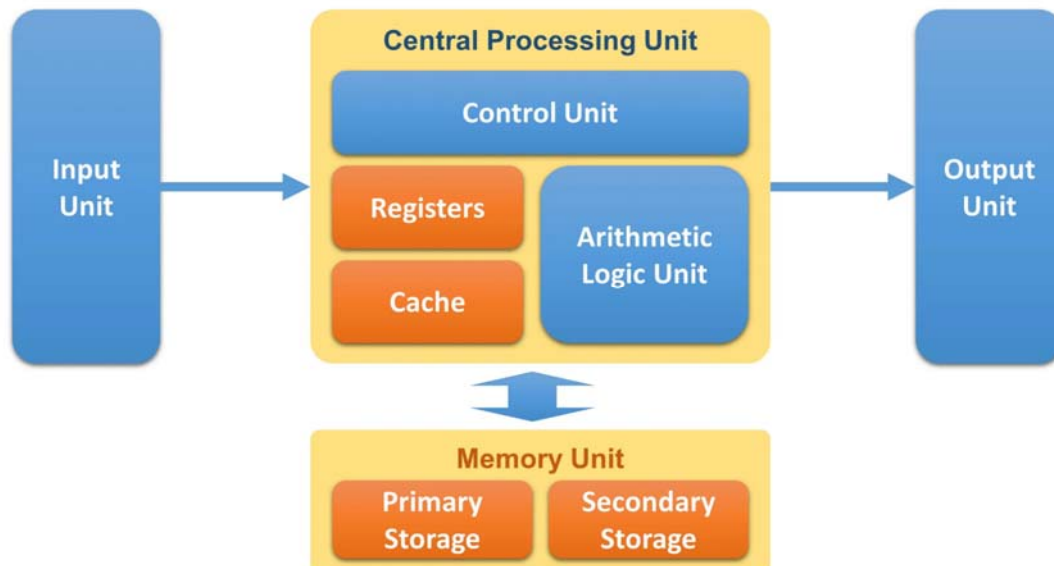 Central Processing Unit
Control Unit
Input
Unit
Registers
Arithmetic
Logic Unit
Cache
Output
Unit
Memory Unit
Primary
Storage
Secondary
Storage